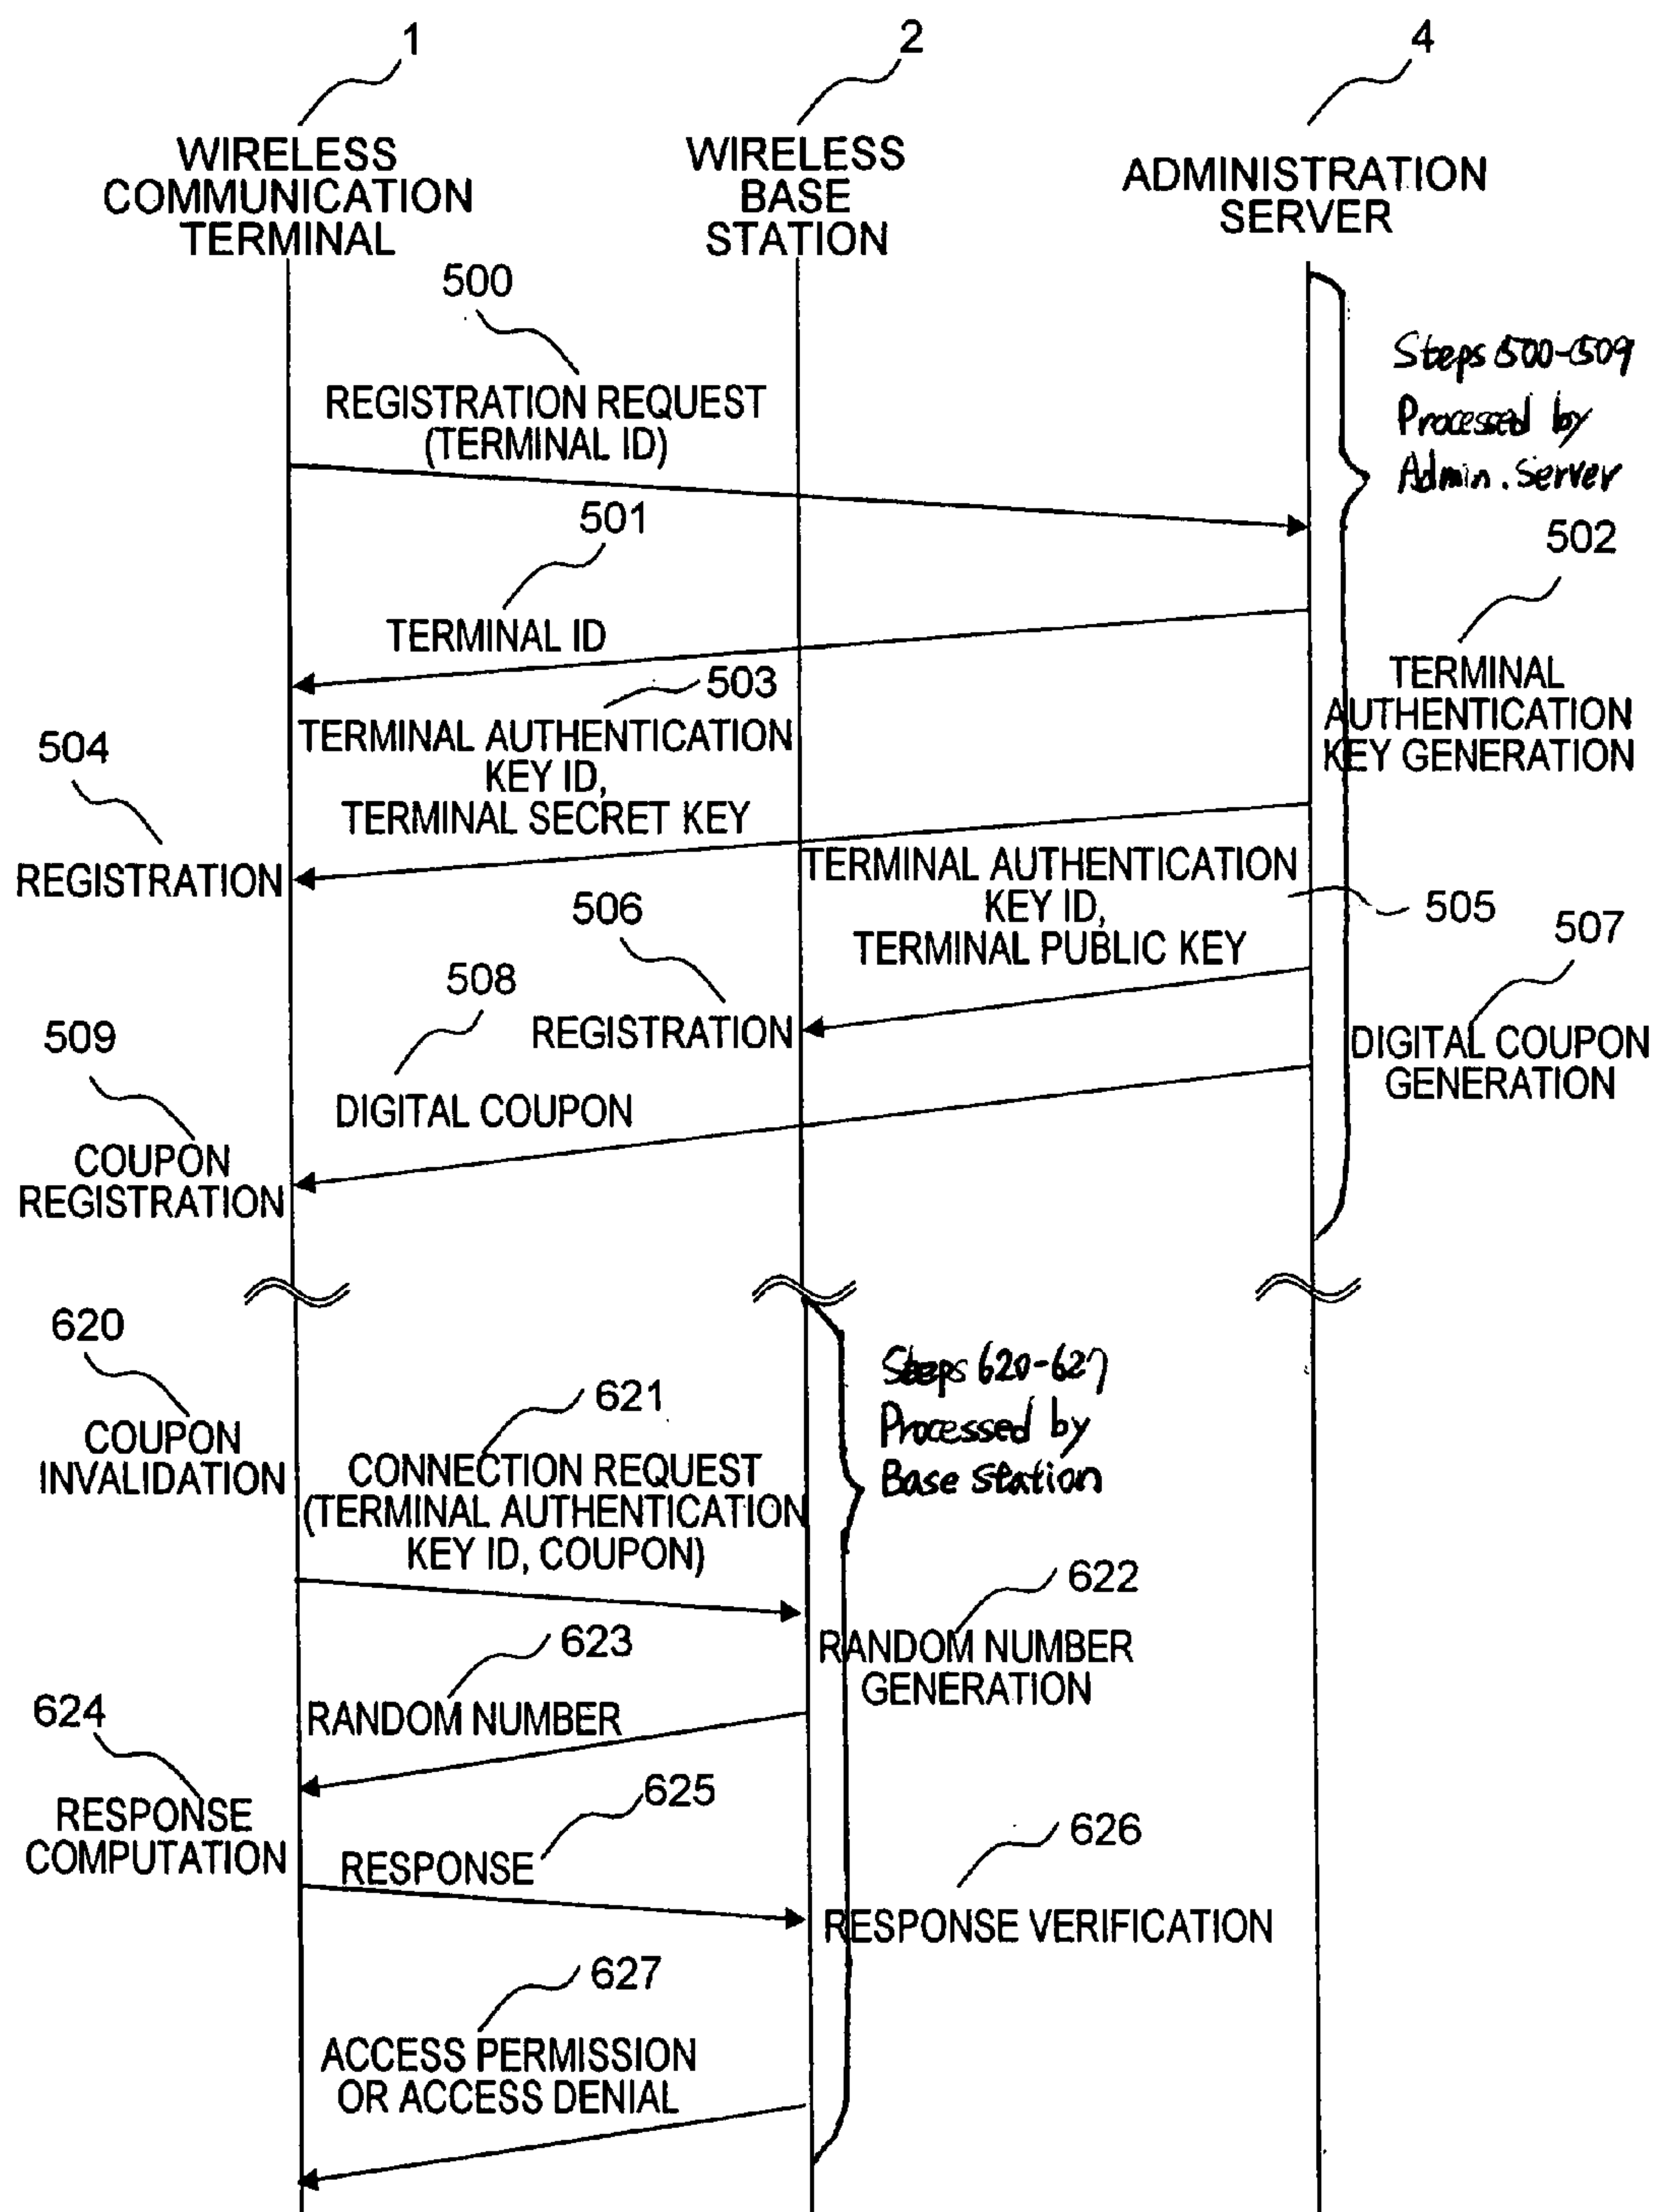 1
2
4
WIRELESS
COMMUNICATION
TERMINAL
WIRELESS
BASE
STATION
ADMINISTRATION
SERVER
500
REGISTRATION REQUEST
(TERMINAL ID)
Steps 500-509
Processed by
Admin. Server
501
TERMINAL ID
502
TERMINAL
AUTHENTICATION
KEY GENERATION
503
TERMINAL AUTHENTICATION
KEY ID,
TERMINAL SECRET KEY
504
REGISTRATION
TERMINAL AUTHENTICATION
KEY ID,
TERMINAL PUBLIC KEY
505
506
REGISTRATION
507
DIGITAL COUPON
GENERATION
508
DIGITAL COUPON
509
COUPON
REGISTRATION
620
COUPON
INVALIDATION
Steps 620-627
Processed by
Base Station
621
CONNECTION REQUEST
(TERMINAL AUTHENTICATION
KEY ID, COUPON)
622
RANDOM NUMBER
GENERATION
623
RANDOM NUMBER
624
RESPONSE
COMPUTATION
625
RESPONSE
626
RESPONSE VERIFICATION
627
ACCESS PERMISSION
OR ACCESS DENIAL